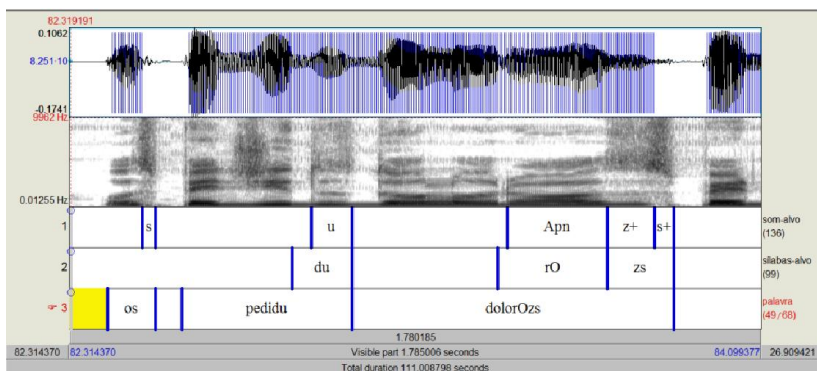 82.319191
0.1062
8.251·10
-0.1741
9962 Hz
0.01255 Hz
1 s u Apn z+ s+ som-alvo (136)
2 du rO zs sílabas-alvo (99)
☞ 3 øs pedidu dolorOzs palavra (49/68)
1.780185
82.314370 82.314370 Visible part 1.785006 seconds 84.099377 26.909421
Total duration 111.008798 seconds